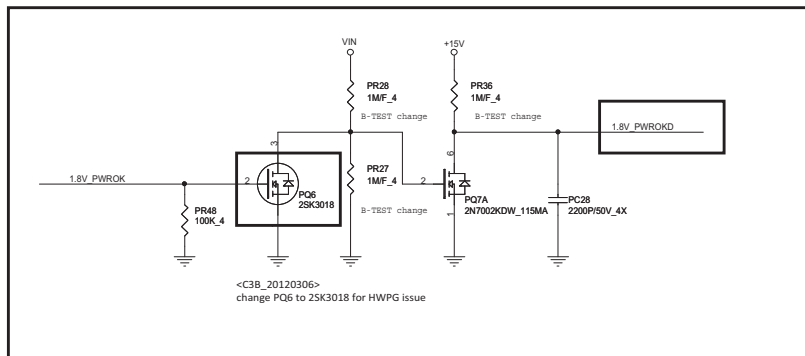 VIN
+15V
PR28
1M/F_4
B-TEST change
PR36
1M/F_4
B-TEST change
1.8V_PWROKD
3
6
1.8V_PWROK
2
PQ6
2SK3018
PR27
1M/F_4
B-TEST change
2
PQ7A
2N7002KDW_115MA
1
PC28
2200P/50V_4X
PR48
100K_4
<C3B_20120306>
change PQ6 to 2SK3018 for HWPG issue